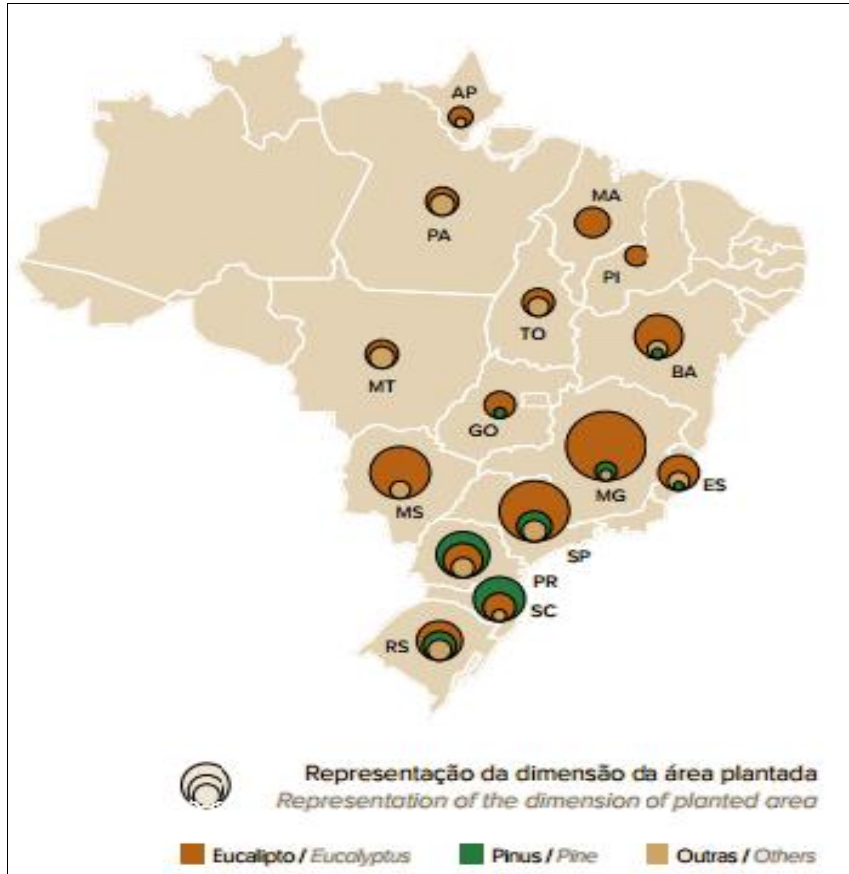 AP
MA
PA
PI
TO
BA
MT
GO
MG
ES
MS
SP
PR
SC
RS
Representação da dimensão da área plantada
Representation of the dimension of planted area
Eucalipto / Eucalyptus Pinus / Pine Outras / Others